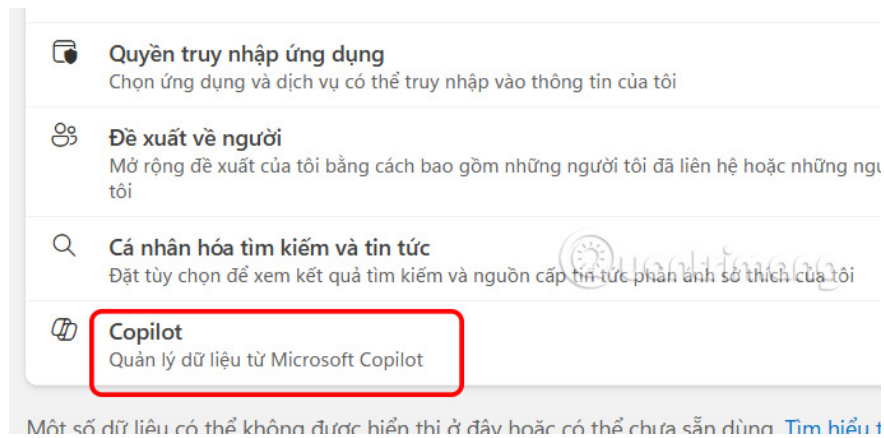 Quyền truy nhập ứng dụng
Chọn ứng dụng và dịch vụ có thể truy nhập vào thông tin của tôi
Đề xuất về người
Mở rộng đề xuất của tôi bằng cách bao gồm những người tôi đã liên hệ hoặc những
tôi
Cá nhân hóa tìm kiếm và tin tức
Đặt tùy chọn để xem kết quả tìm kiếm và nguồn cấp tin tức phản ánh sở thích của tôi
Quantrimang
Copilot
Quản lý dữ liệu từ Microsoft Copilot
Một số dữ liệu có thể không được hiển thị ở đây hoặc có thể chưa sẵn dùng. Tìm hiểu